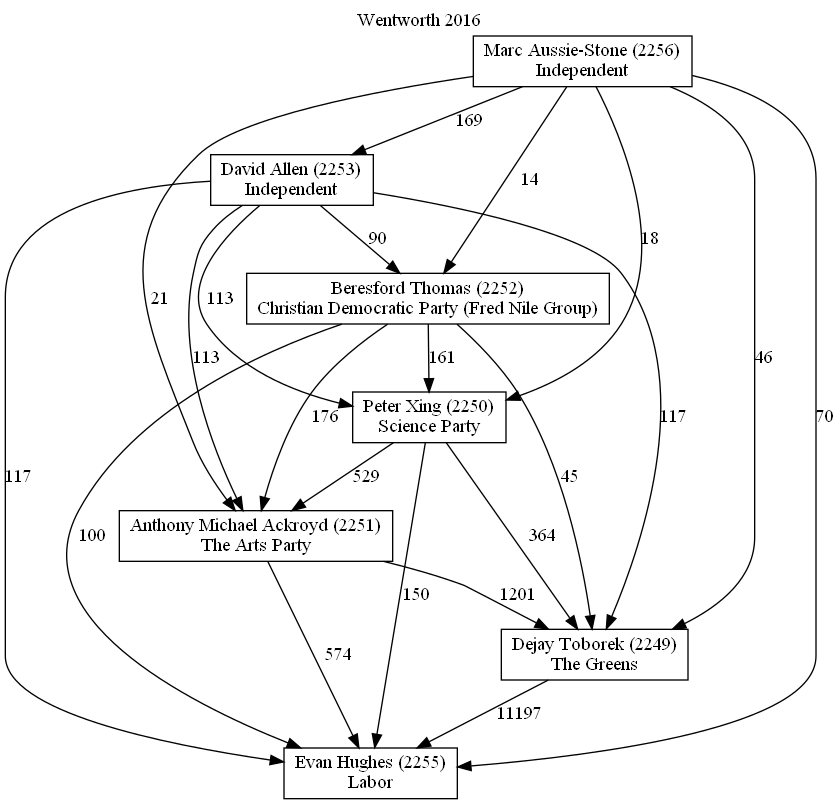 Wentworth 2016
Marc Aussie-Stone (2256)
Independent
169
David Allen (2253)
Independent
14
90
18
Beresford Thomas (2252)
Christian Democratic Party (Fred Nile Group)
21
113
113
161
46
Peter Xing (2250)
Science Party
176
117
70
117
529
45
Anthony Michael Ackroyd (2251)
The Arts Party
100
364
150
1201
Dejay Toborek (2249)
The Greens
574
11197
Evan Hughes (2255)
Labor